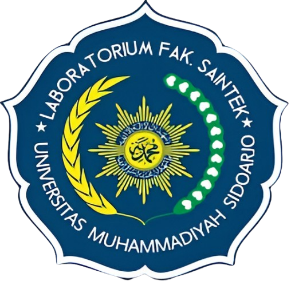 LABORATORIUM FAK. SAINTEK
UNIVERSITAS MUHAMMADIYAH SIDOARJO